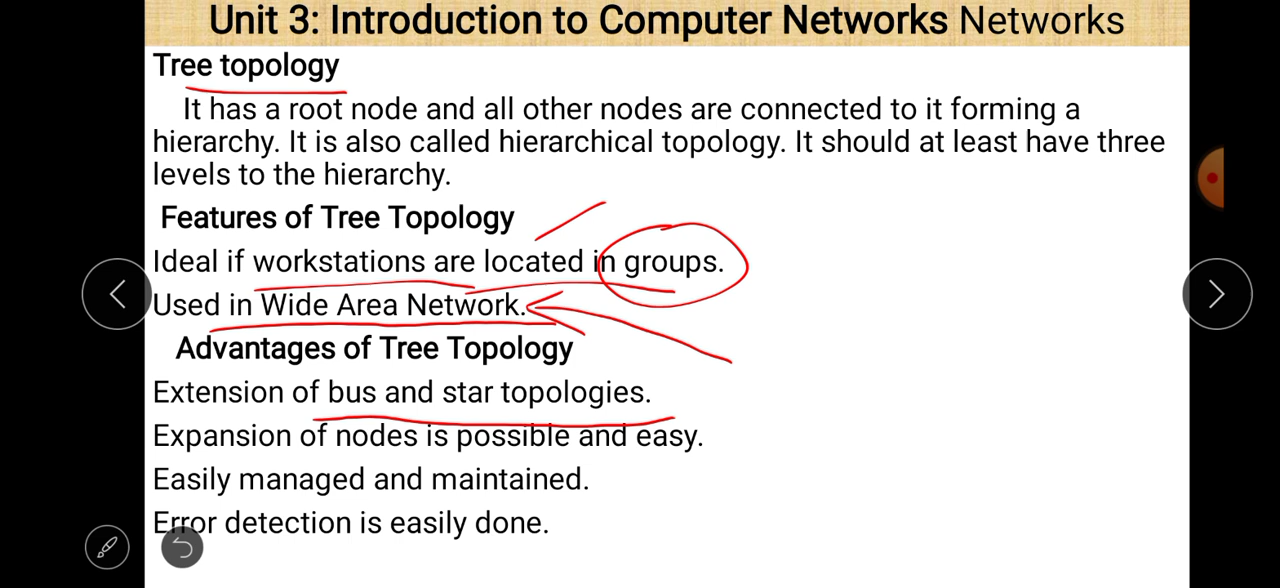 Unit 3: Introduction to Computer Networks Networks
Tree topology
It has a root node and all other nodes are connected to it forming a
hierarchy. It is also called hierarchical topology. It should at least have three
levels to the hierarchy.
Features of Tree Topology
Ideal if workstations are located in groups.
Used in Wide Area Network.
Advantages of Tree Topology
Extension of bus and star topologies.
Expansion of nodes is possible and easy.
Easily managed and maintained.
Error detection is easily done.